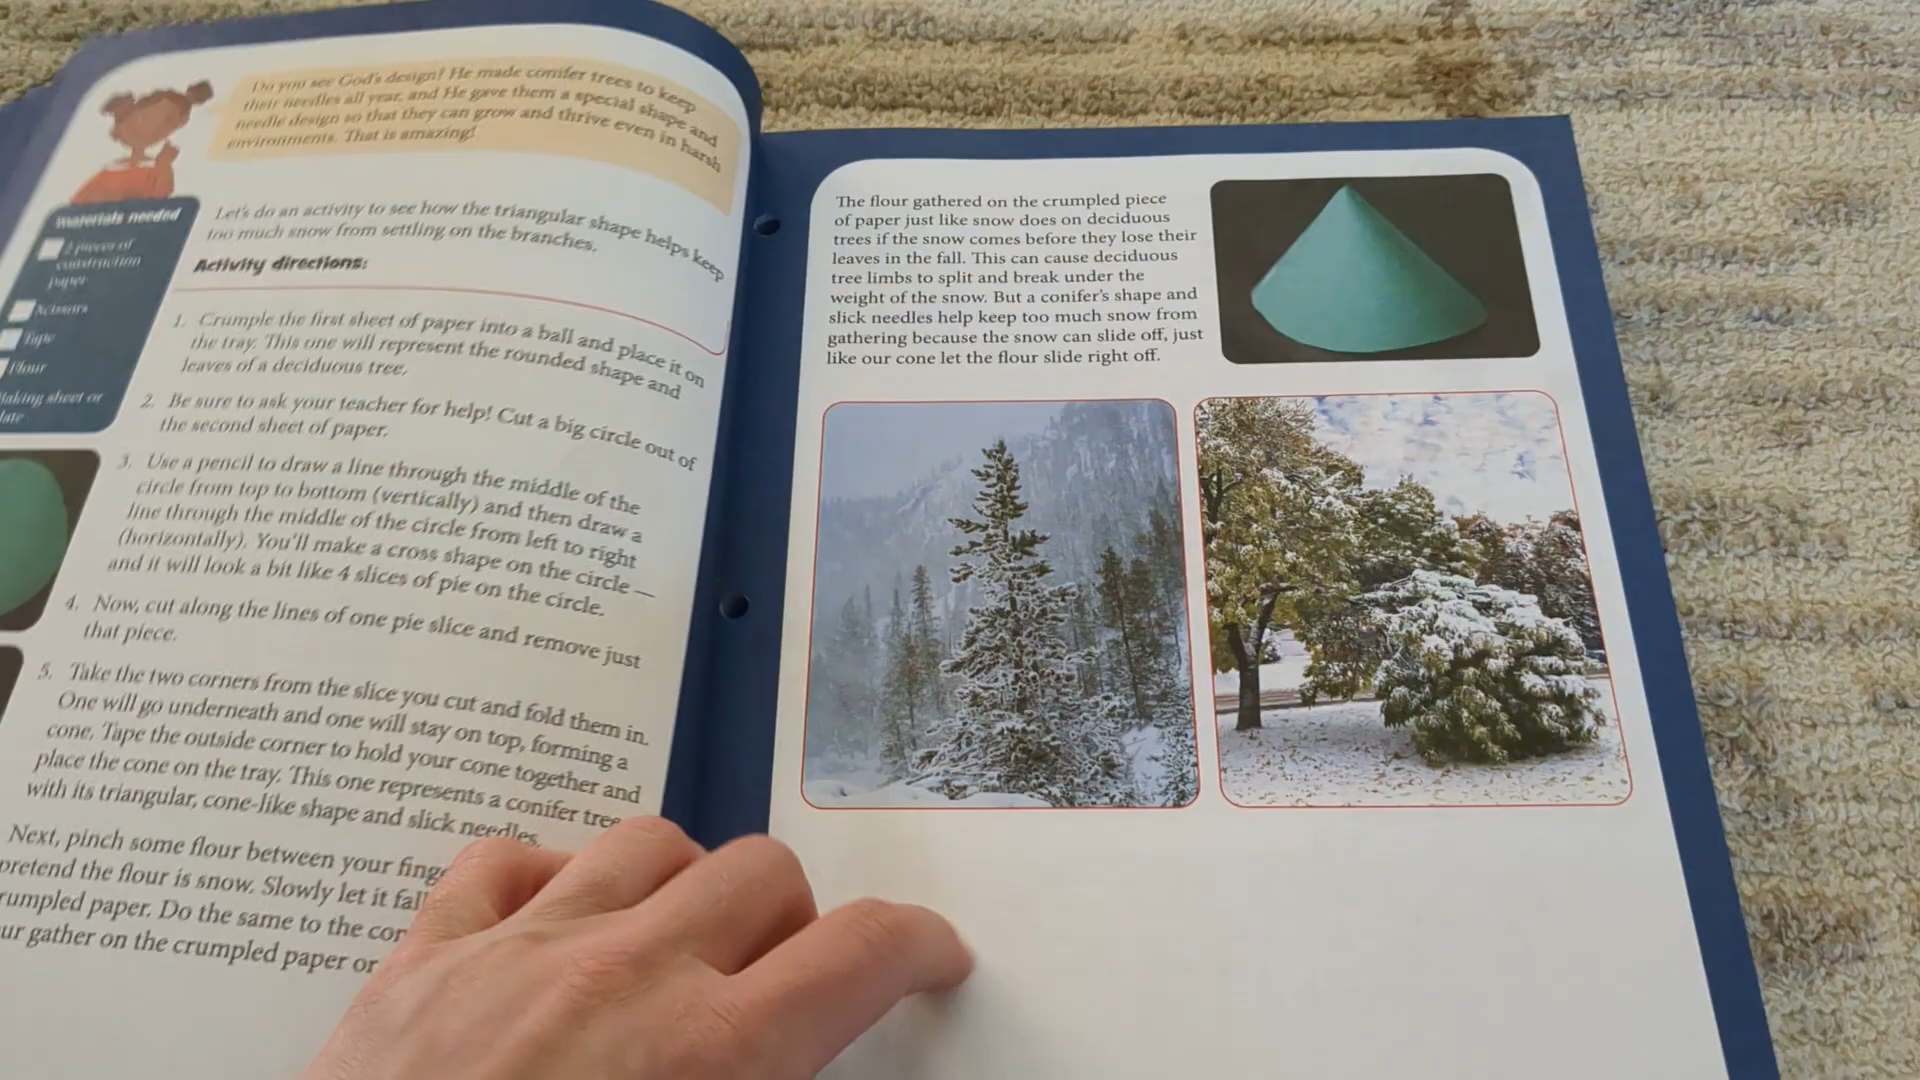 Do you see God's design? He made conifer trees to keep
their needles all year, and He gave them a special shape and
needle design so that they can grow and thrive even in harsh
environments. That is amazing!
materials needed
2 pieces of
construction
paper
Scissors
Tape
Flour
Baking sheet or
Let's do an activity to see how the triangular shape helps keep
too much snow from settling on the branches.
Activity directions:
1. Crumple the first sheet of paper into a ball and place it on
the tray. This one will represent the rounded shape and
leaves of a deciduous tree.
2. Be sure to ask your teacher for help! Cut a big circle out of
the second sheet of paper.
3. Use a pencil to draw a line through the middle of the
circle from top to bottom (vertically) and then draw a
line through the middle of the circle from left to right
(horizontally). You'll make a cross shape on the circle —
and it will look a bit like 4 slices of pie on the circle.
4. Now, cut along the lines of one pie slice and remove just
that piece.
5. Take the two corners from the slice you cut and fold them in.
One will go underneath and one will stay on top, forming a
cone. Tape the outside corner to hold your cone together and
place the cone on the tray. This one represents a conifer tree
with its triangular, cone-like shape and slick needles.
Next, pinch some flour between your
pretend the flour is snow. Slowly let it
paper. Do the same to the
gather on the crumpled paper or
The flour gathered on the crumpled piece
of paper just like snow does on deciduous
trees if the snow comes before they lose their
leaves in the fall. This can cause deciduous
tree limbs to split and break under the
weight of the snow. But a conifer's shape and
slick needles help keep too much snow from
gathering because the snow can slide off, just
like our cone let the flour slide right off.